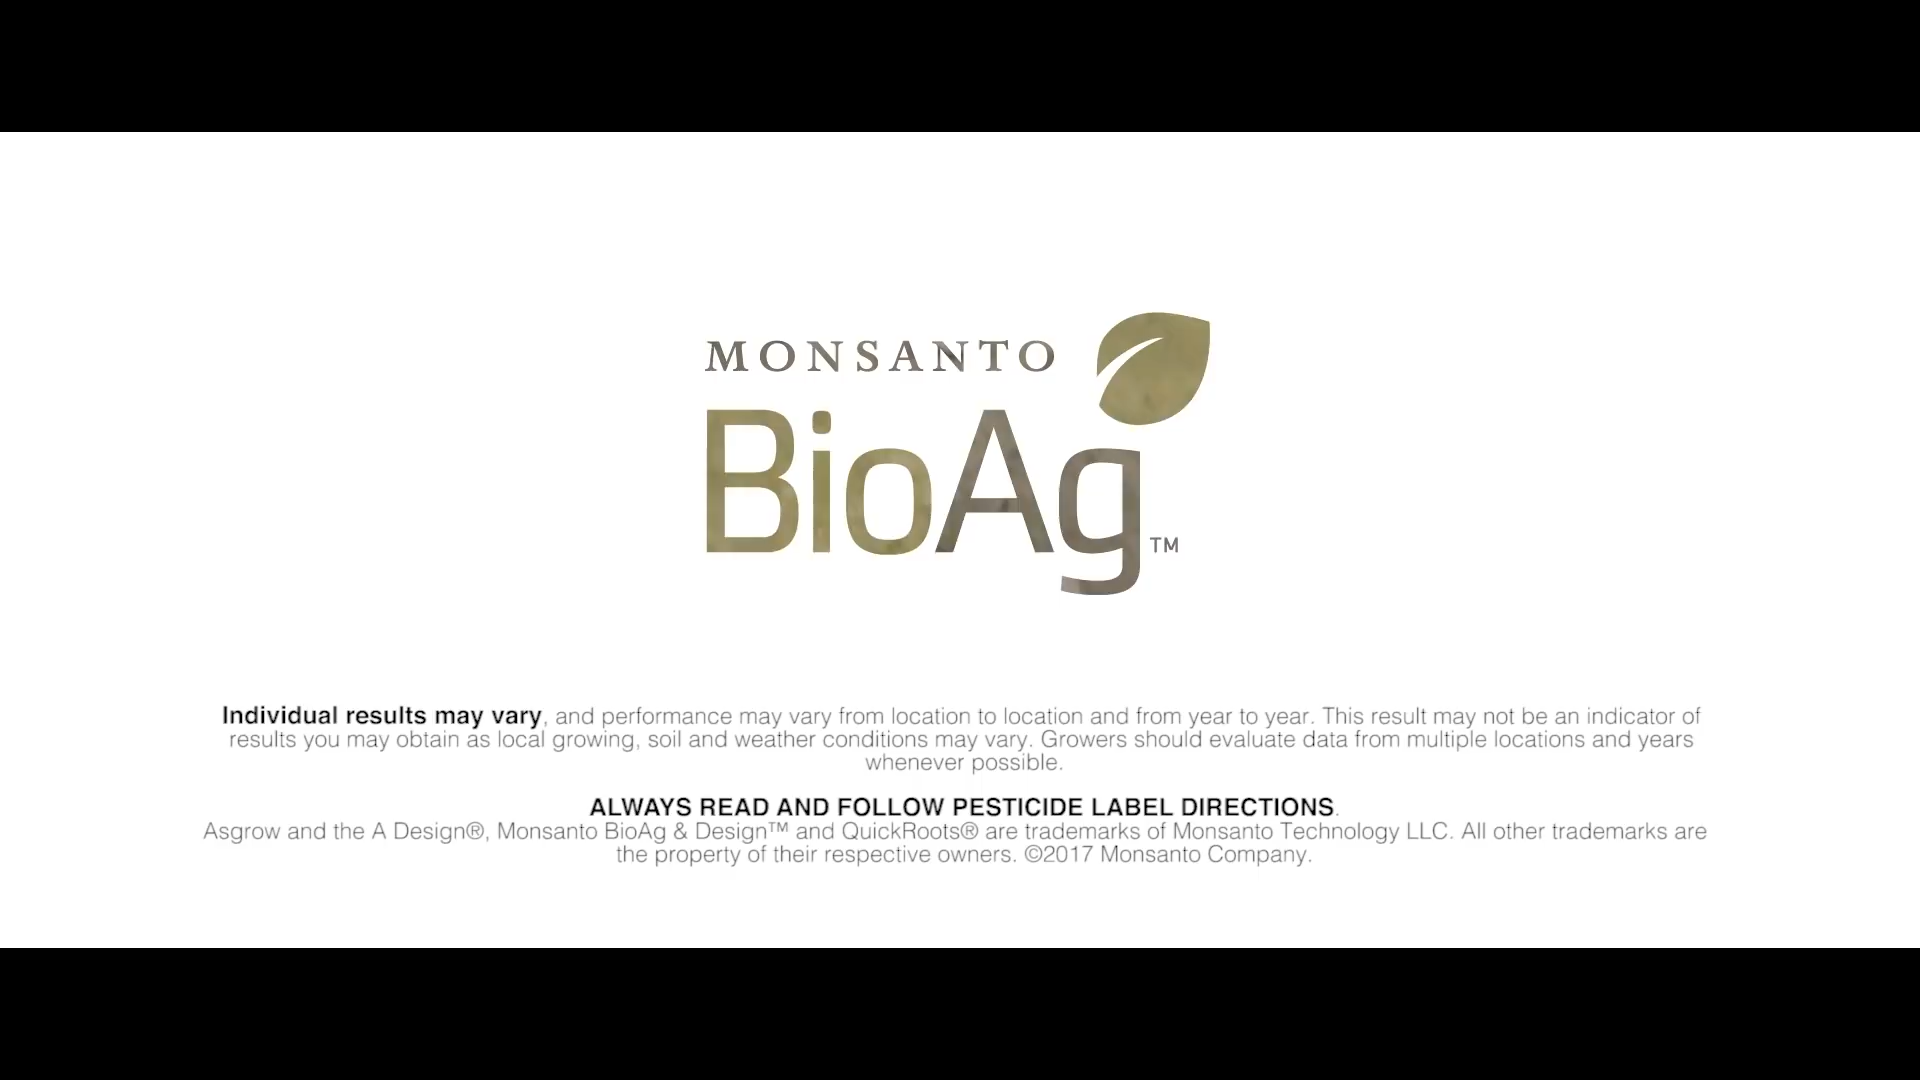 MONSANTO
BioAg™
Individual results may vary, and performance may vary from location to location and from year to year. This result may not be an indicator of
results you may obtain as local growing, soil and weather conditions may vary. Growers should evaluate data from multiple locations and years
whenever possible.
ALWAYS READ AND FOLLOW PESTICIDE LABEL DIRECTIONS.
Asgrow and the A Design®, Monsanto BioAg & Design™ and QuickRoots® are trademarks of Monsanto Technology LLC. All other trademarks are
the property of their respective owners. ©2017 Monsanto Company.